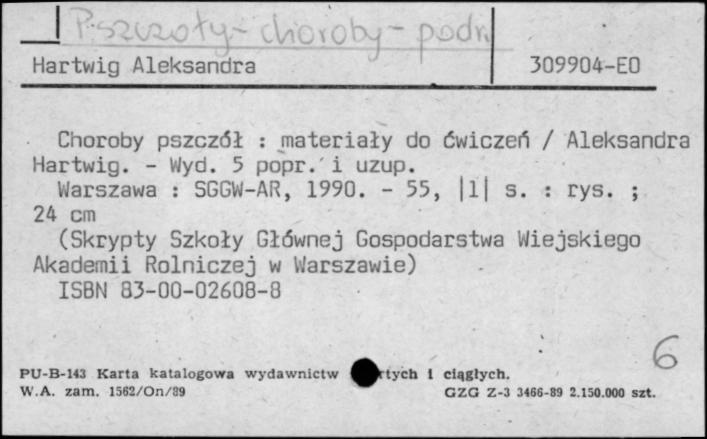 Pszczoły - choroby - podr.
Hartwig Aleksandra 309904-EO
Choroby pszczół : materiały do ćwiczeń / Aleksandra
Hartwig. - Wyd. 5 popr. i uzup.
Warszawa : SGGW-AR, 1990. - 55, |1| s. : rys. ;
24 cm
(Skrypty Szkoły Głównej Gospodarstwa Wiejskiego
Akademii Rolniczej w Warszawie)
ISBN 83-00-02608-8
6
PU-B-143 Karta katalogowa wydawnictw rtych i ciągłych.
W.A. zam. 1562/On/89 GZG Z-3 3466-89 2.150.000 szt.